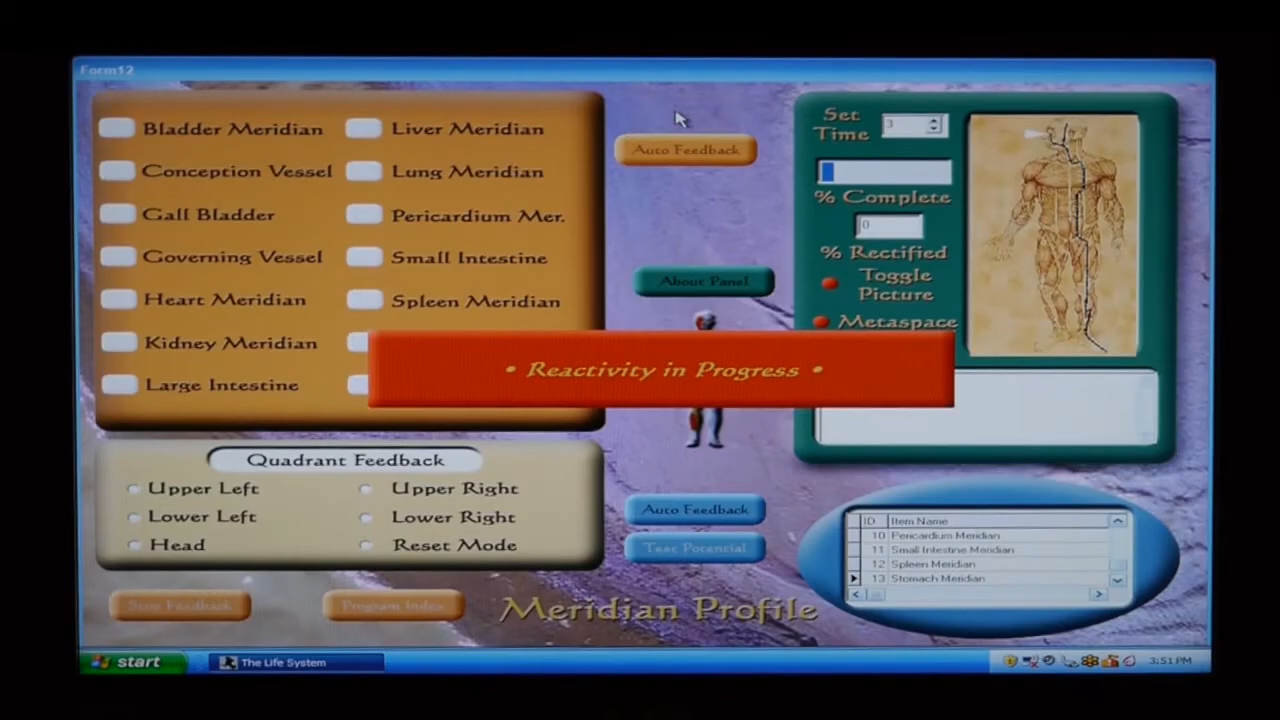 Form12
Bladder Meridian
Liver Meridian
Conception Vessel
Lung Meridian
Gall Bladder
Pericardium Mer.
Governing Vessel
Small Intestine
Heart Meridian
Spleen Meridian
Kidney Meridian
Large Intestine
Auto Feedback
About Panel
Set
Time
3
% Complete
0
% Rectified
Toggle
Picture
Metaspace
• Reactivity in Progress •
Quadrant Feedback
Upper Left
Upper Right
Lower Left
Lower Right
Head
Reset Mode
Auto Feedback
Test Potential
Stop Feedback
Program Index
Meridian Profile
ID Item Name
10 Pericardium Meridian
11 Small Intestine Meridian
12 Spleen Meridian
13 Stomach Meridian
start
The Life System
3:51 PM